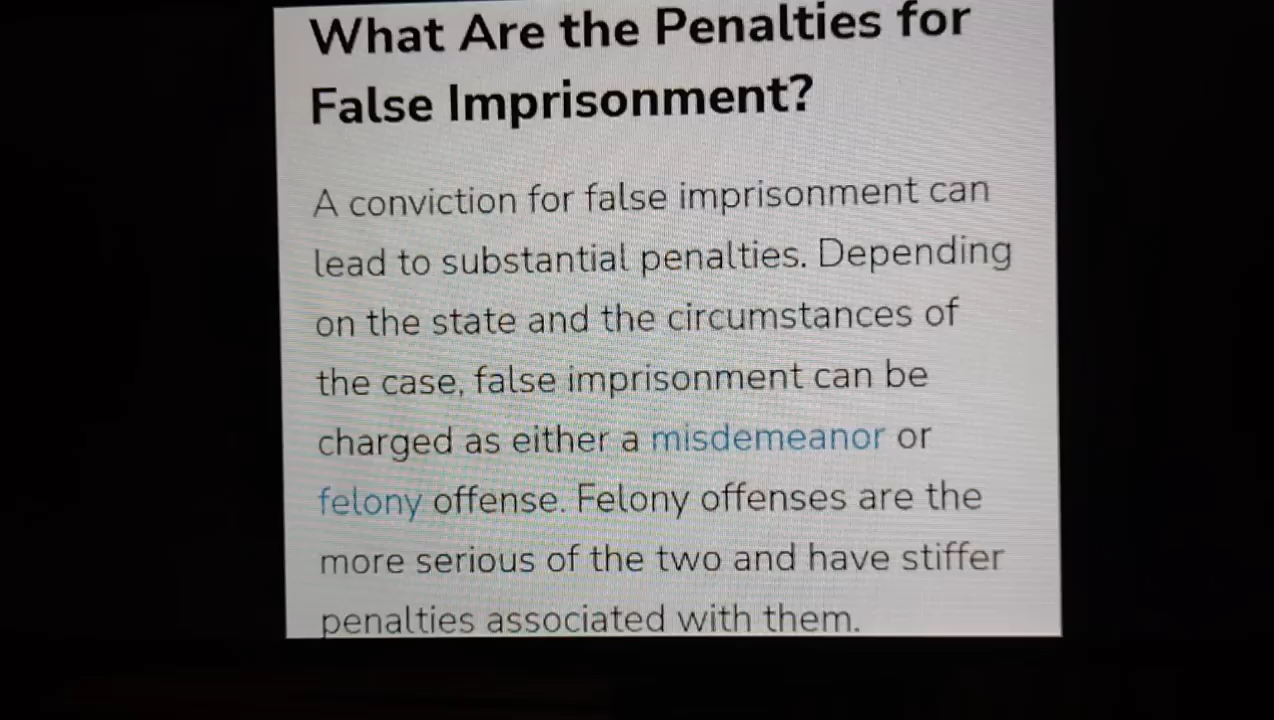 What Are the Penalties for
False Imprisonment?
A conviction for false imprisonment can
lead to substantial penalties. Depending
on the state and the circumstances of
the case, false imprisonment can be
charged as either a misdemeanor or
felony offense. Felony offenses are the
more serious of the two and have stiffer
penalties associated with them.